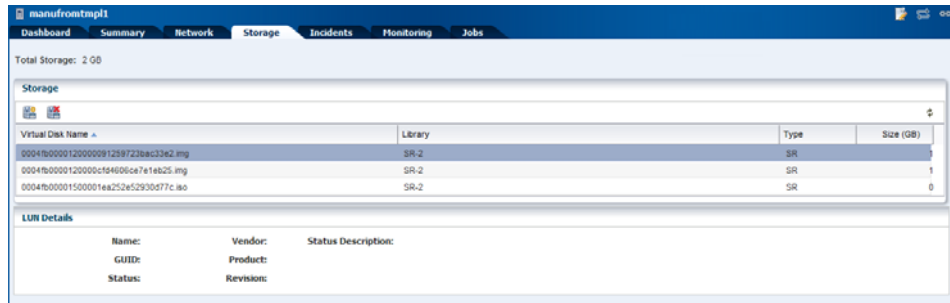 manufromtmpl1
Dashboard Summary Network Storage Incidents Monitoring Jobs
Total Storage: 2 GB
Storage
Virtual Disk Name Library Type Size (GB)
0004fb0000120000091259723bac33e2.img SR-2 SR 1
0004fb0000120000cfd4606ce7e1eb25.img SR-2 SR 1
0004fb00001500001ea252e52930d77c.iso SR-2 SR 0
LUN Details
Name: Vendor: Status Description:
GUID: Product:
Status: Revision: